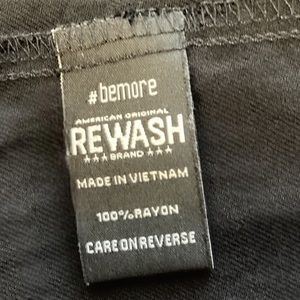 #bemore
AMERICAN ORIGINAL
REWASH
★★★BRAND★★★
MADE IN VIETNAM
100% RAYON
CARE ON REVERSE